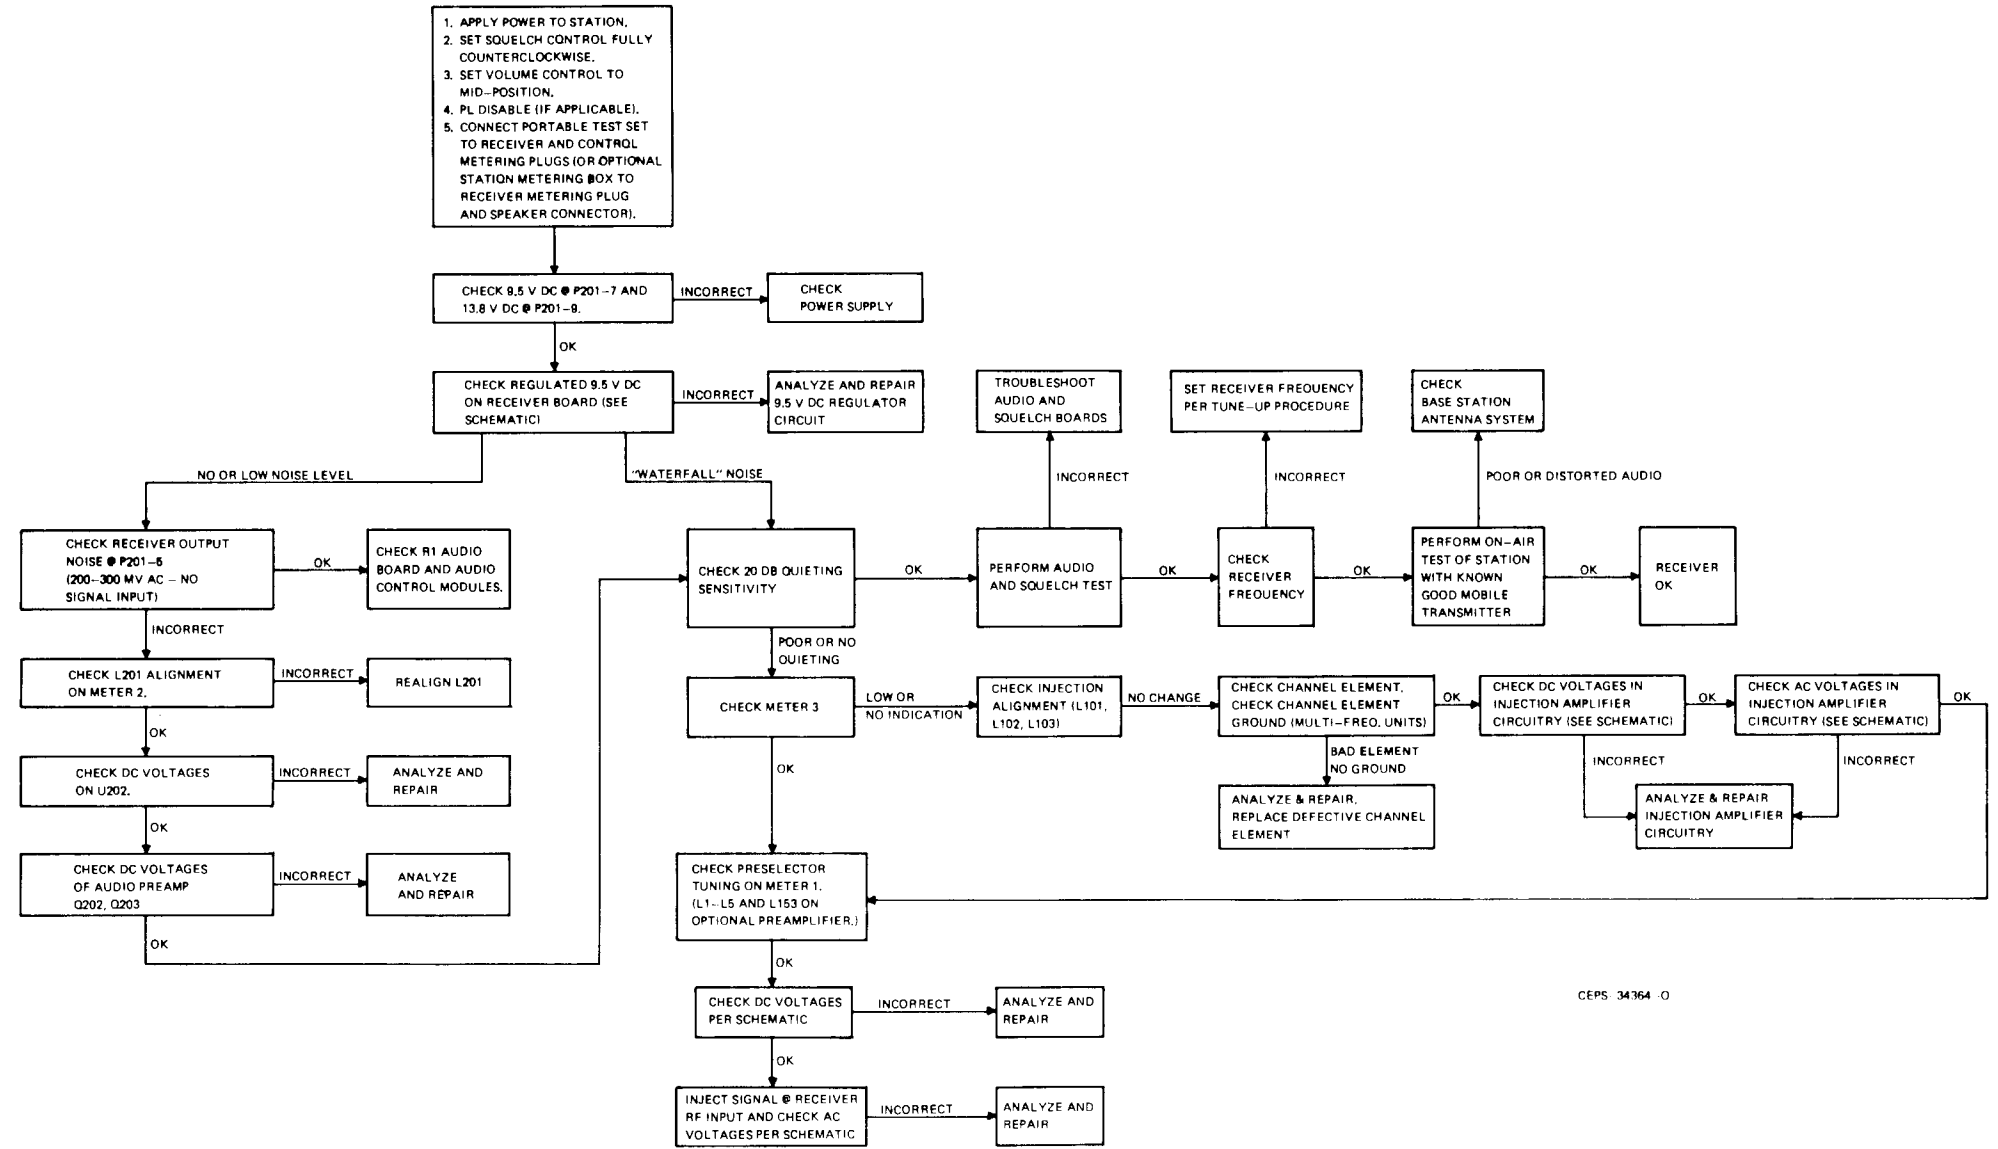 1. APPLY POWER TO STATION.
2. SET SQUELCH CONTROL FULLY
COUNTERCLOCKWISE.
3. SET VOLUME CONTROL TO
MID-POSITION.
4. PL DISABLE (IF APPLICABLE).
5. CONNECT PORTABLE TEST SET
TO RECEIVER AND CONTROL
METERING PLUGS (OR OPTIONAL
STATION METERING BOX TO
RECEIVER METERING PLUG
AND SPEAKER CONNECTOR).
CHECK 9.5 V DC @ P201-7 AND
13.8 V DC @ P201-9.
INCORRECT
CHECK
POWER SUPPLY
OK
CHECK REGULATED 9.5 V DC
ON RECEIVER BOARD (SEE
SCHEMATIC)
INCORRECT
ANALYZE AND REPAIR
9.5 V DC REGULATOR
CIRCUIT
TROUBLESHOOT
AUDIO AND
SQUELCH BOARDS
SET RECEIVER FREQUENCY
PER TUNE-UP PROCEDURE
CHECK
BASE STATION
ANTENNA SYSTEM
NO OR LOW NOISE LEVEL
"WATERFALL" NOISE
INCORRECT
INCORRECT
POOR OR DISTORTED AUDIO
CHECK RECEIVER OUTPUT
NOISE @ P201-5
(200-300 MV AC - NO
SIGNAL INPUT)
OK
CHECK R1 AUDIO
BOARD AND AUDIO
CONTROL MODULES.
CHECK 20 DB QUIETING
SENSITIVITY
OK
PERFORM AUDIO
AND SQUELCH TEST
OK
CHECK
RECEIVER
FREQUENCY
OK
PERFORM ON-AIR
TEST OF STATION
WITH KNOWN
GOOD MOBILE
TRANSMITTER
OK
RECEIVER
OK
INCORRECT
POOR OR NO
QUIETING
CHECK L201 ALIGNMENT
ON METER 2.
INCORRECT
REALIGN L201
CHECK METER 3
LOW OR
NO INDICATION
CHECK INJECTION
ALIGNMENT (L101,
L102, L103)
NO CHANGE
CHECK CHANNEL ELEMENT,
CHECK CHANNEL ELEMENT
GROUND (MULTI-FREQ. UNITS)
OK
CHECK DC VOLTAGES IN
INJECTION AMPLIFIER
CIRCUITRY (SEE SCHEMATIC)
OK
CHECK AC VOLTAGES IN
INJECTION AMPLIFIER
CIRCUITRY (SEE SCHEMATIC)
OK
OK
OK
BAD ELEMENT
NO GROUND
INCORRECT
INCORRECT
CHECK DC VOLTAGES
ON U202.
INCORRECT
ANALYZE AND
REPAIR
ANALYZE & REPAIR,
REPLACE DEFECTIVE CHANNEL
ELEMENT
ANALYZE & REPAIR
INJECTION AMPLIFIER
CIRCUITRY
OK
CHECK DC VOLTAGES
OF AUDIO PREAMP
Q202, Q203
INCORRECT
ANALYZE
AND REPAIR
CHECK PRESELECTOR
TUNING ON METER 1.
(L1-L5 AND L153 ON
OPTIONAL PREAMPLIFIER.)
OK
OK
CHECK DC VOLTAGES
PER SCHEMATIC
INCORRECT
ANALYZE AND
REPAIR
CEPS-34364-O
OK
INJECT SIGNAL @ RECEIVER
RF INPUT AND CHECK AC
VOLTAGES PER SCHEMATIC
INCORRECT
ANALYZE AND
REPAIR